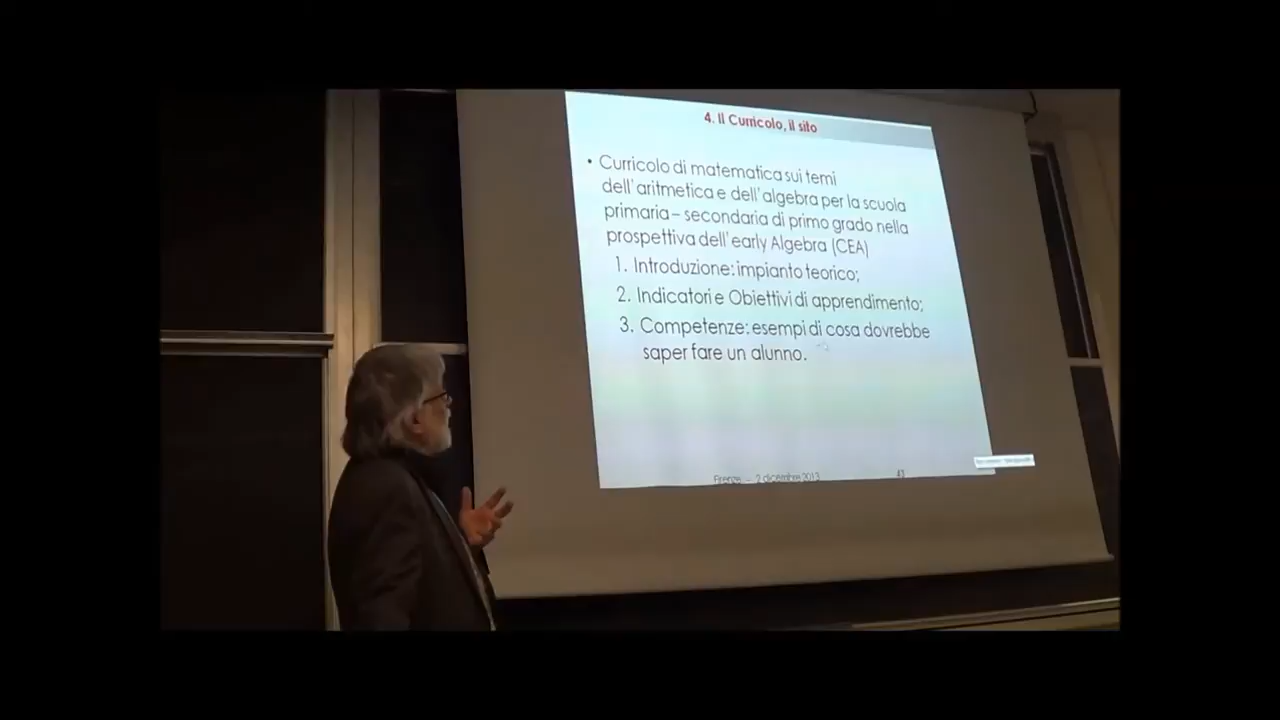 4. Il Curricolo, il sito
• Curricolo di matematica sui temi
dell'aritmetica e dell'algebra per la scuola
primaria – secondaria di primo grado nella
prospettiva dell'early Algebra (CEA)
1. Introduzione: impianto teorico;
2. Indicatori e Obiettivi di apprendimento;
3. Competenze: esempi di cosa dovrebbe
saper fare un alunno.
Firenze - 2 dicembre 2013